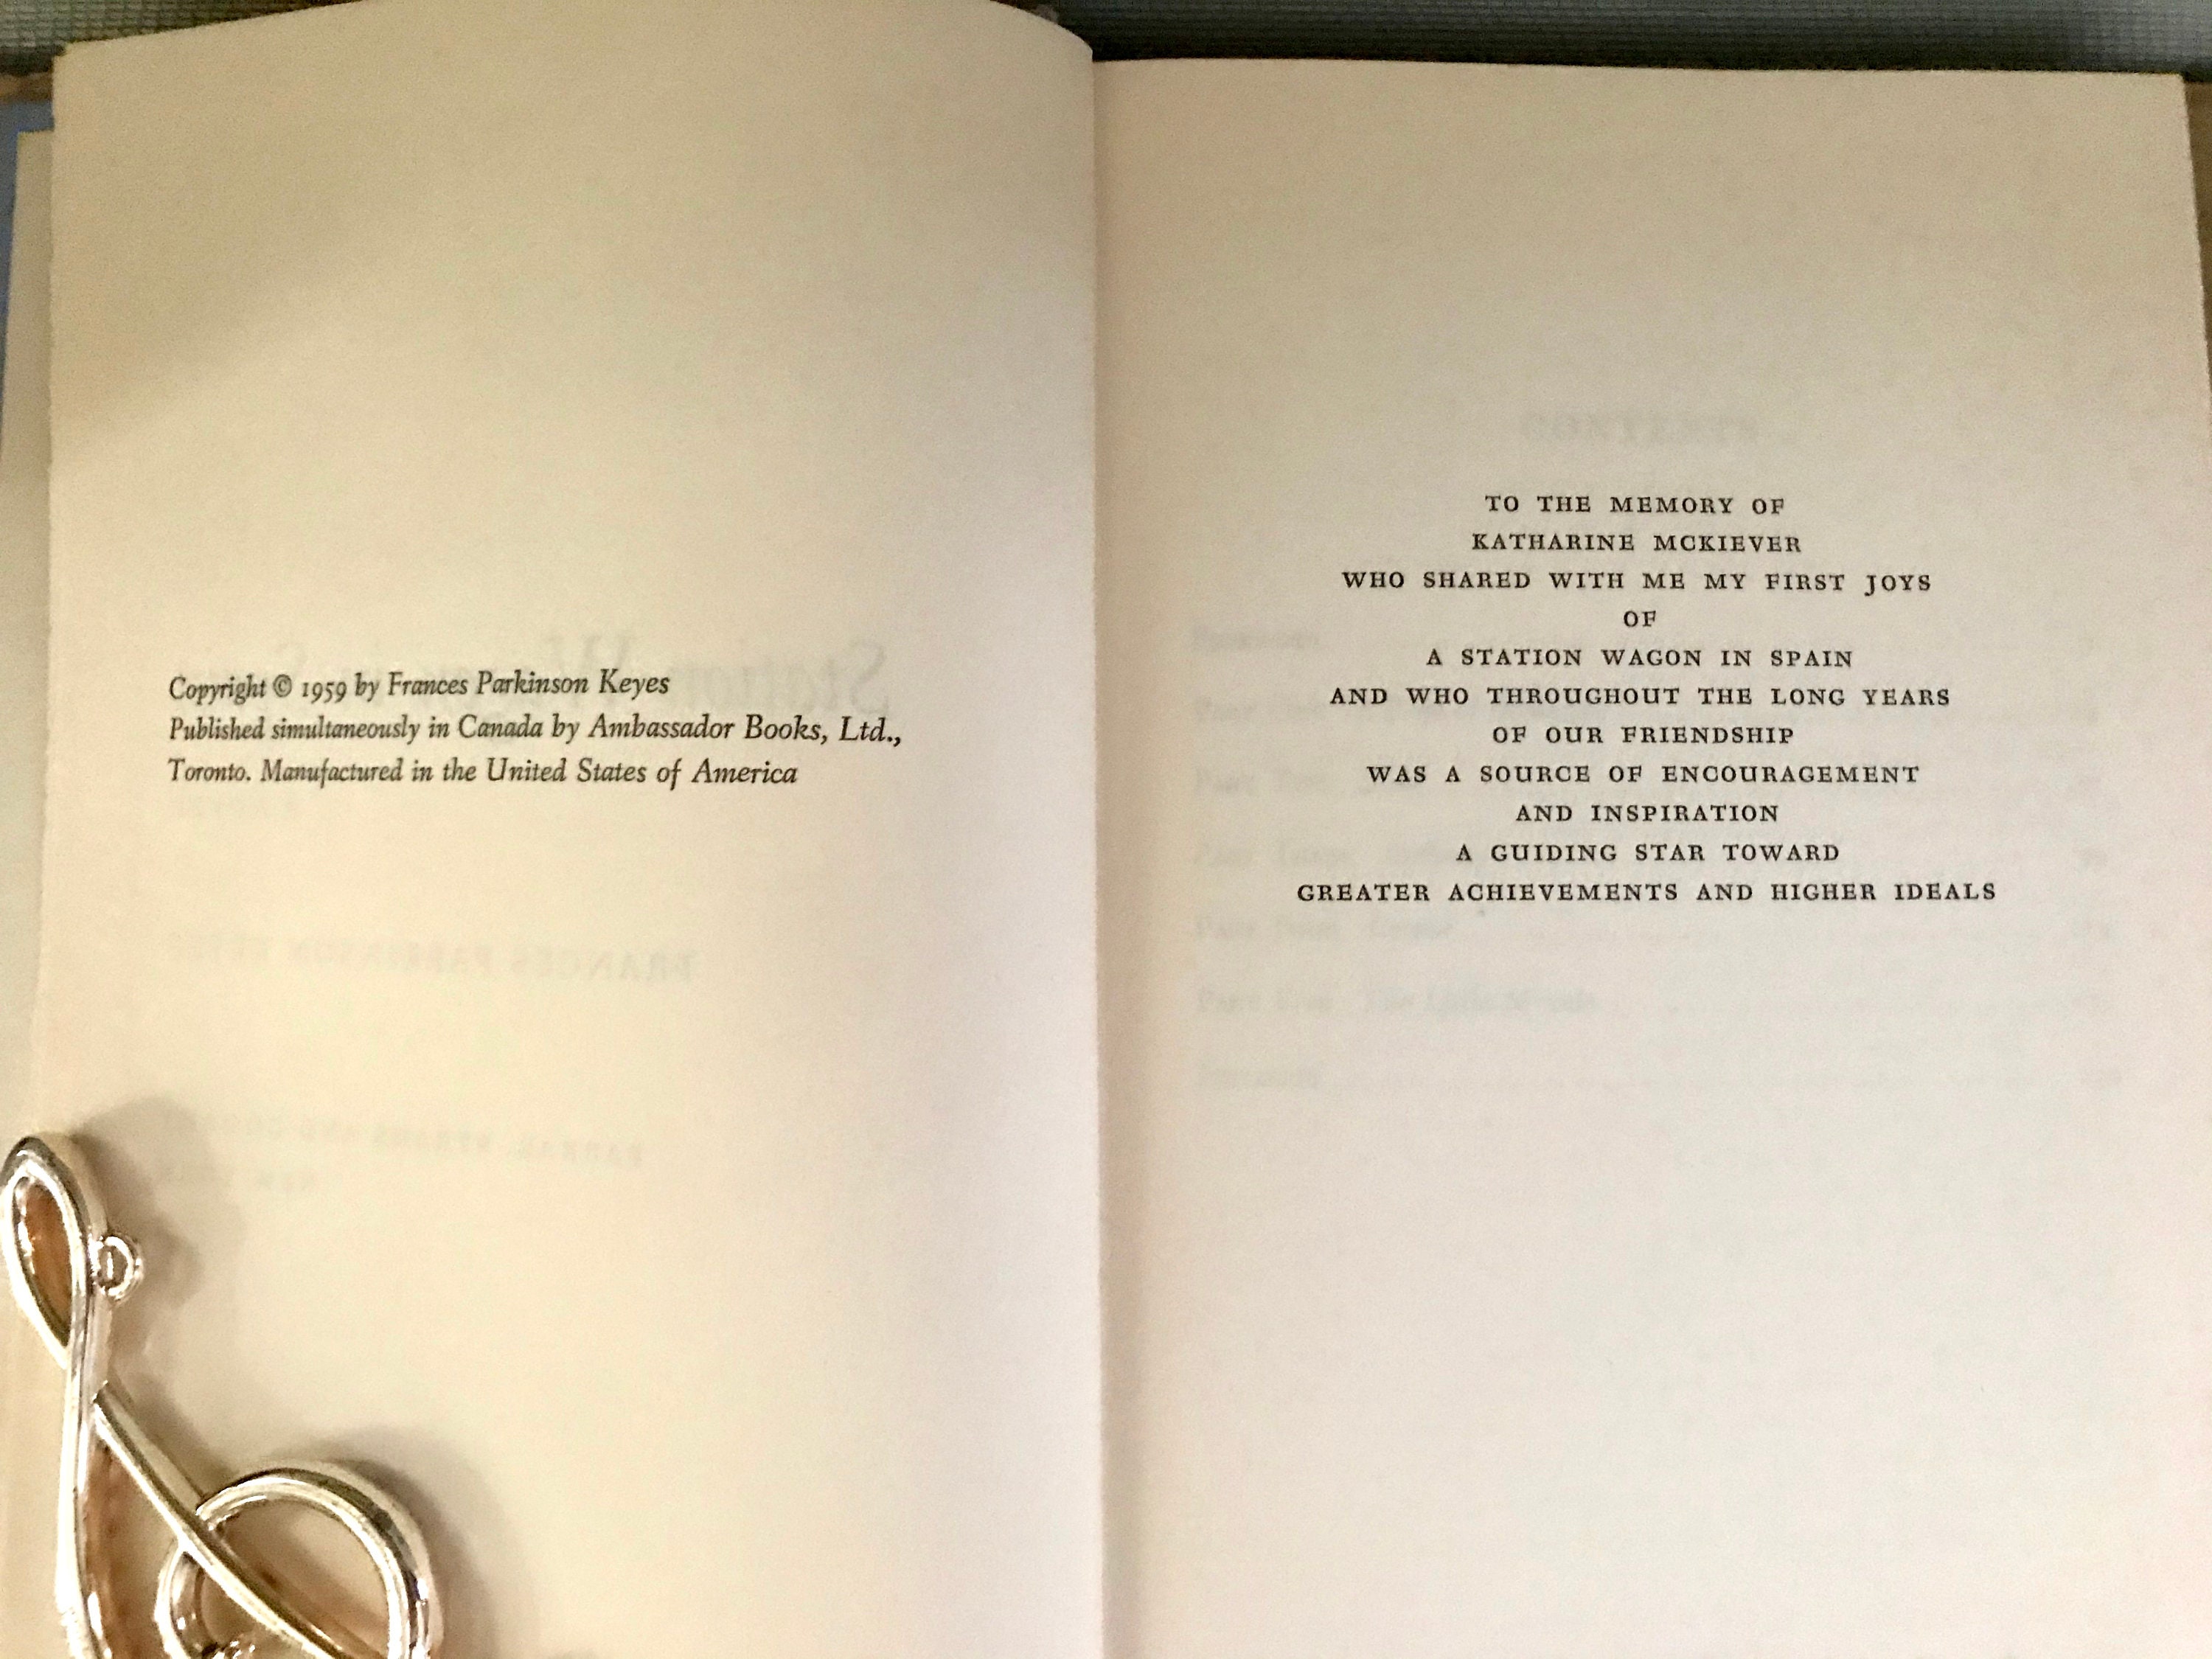 Copyright © 1959 by Frances Parkinson Keyes
Published simultaneously in Canada by Ambassador Books, Ltd.,
Toronto. Manufactured in the United States of America
TO THE MEMORY OF
KATHARINE MCKIEVER
WHO SHARED WITH ME MY FIRST JOYS
OF
A STATION WAGON IN SPAIN
AND WHO THROUGHOUT THE LONG YEARS
OF OUR FRIENDSHIP
WAS A SOURCE OF ENCOURAGEMENT
AND INSPIRATION
A GUIDING STAR TOWARD
GREATER ACHIEVEMENTS AND HIGHER IDEALS